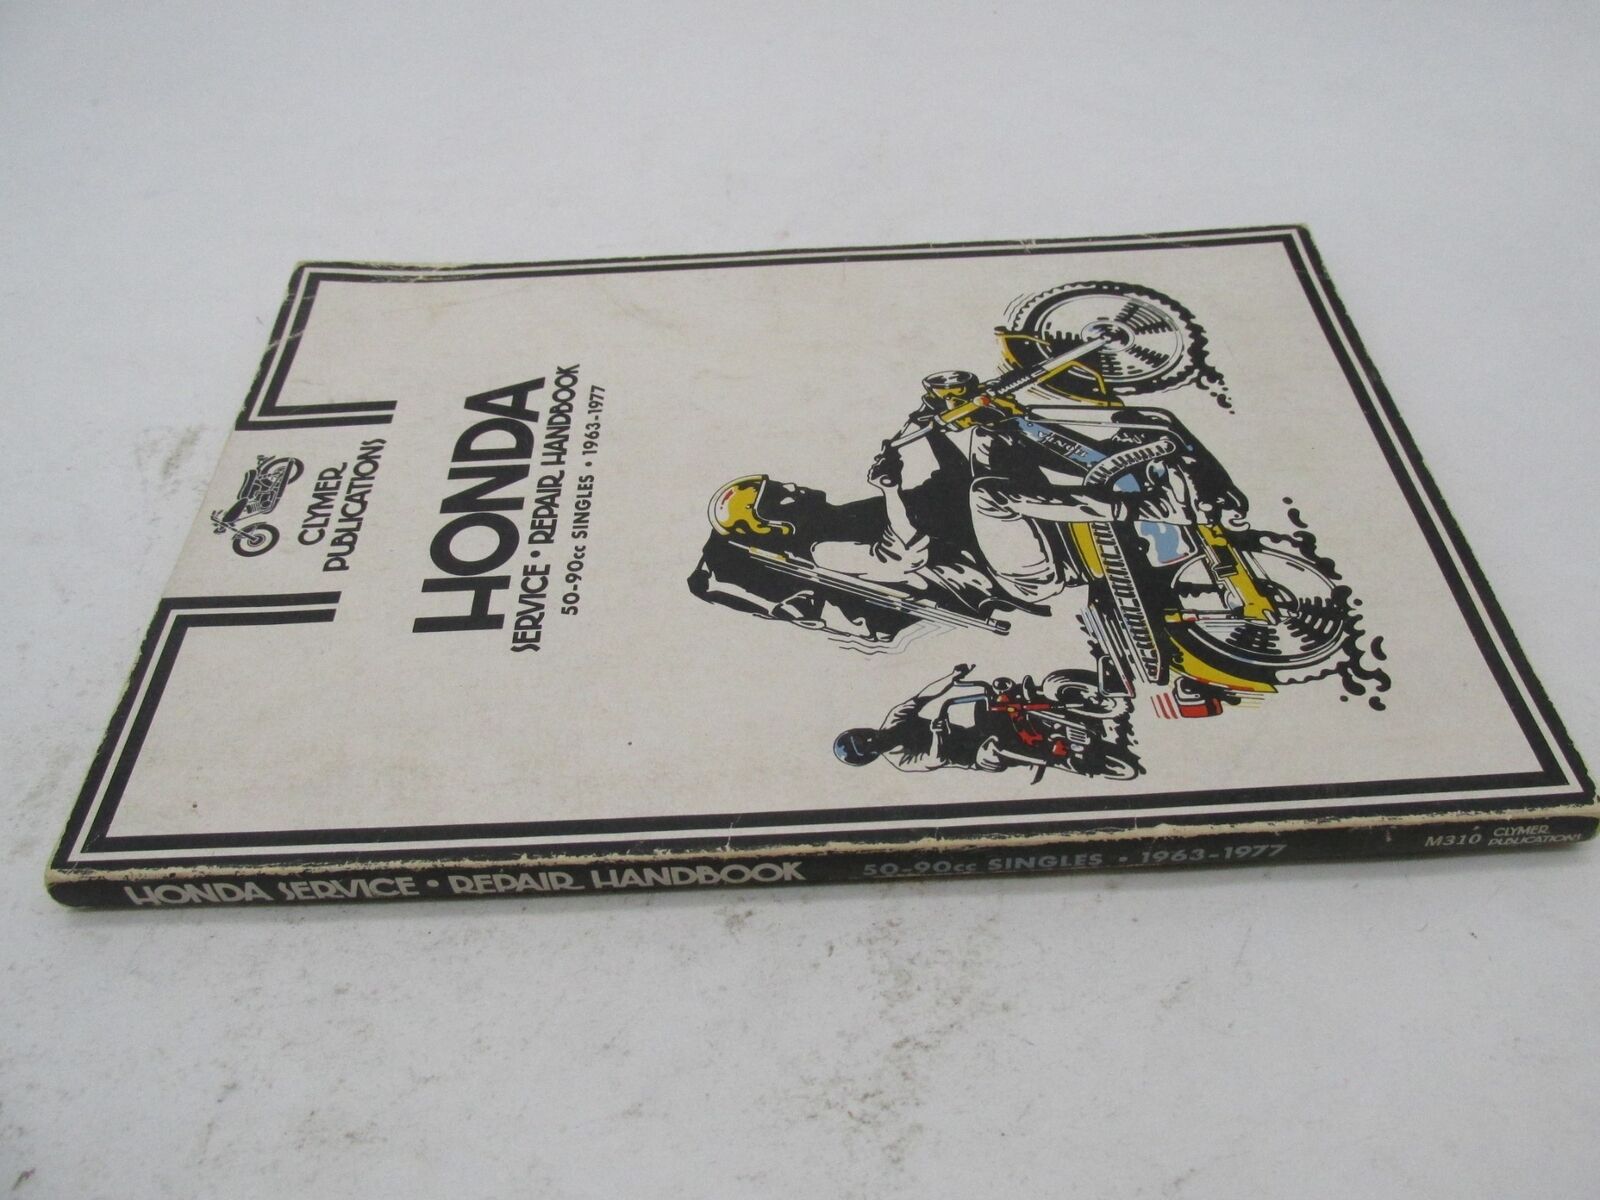 CLYMER
PUBLICATIONS
HONDA
SERVICE • REPAIR HANDBOOK
50-90cc SINGLES • 1963-1977
HONDA SERVICE • REPAIR HANDBOOK 50-90cc SINGLES • 1963-1977 M310 CLYMER
PUBLICATIONS